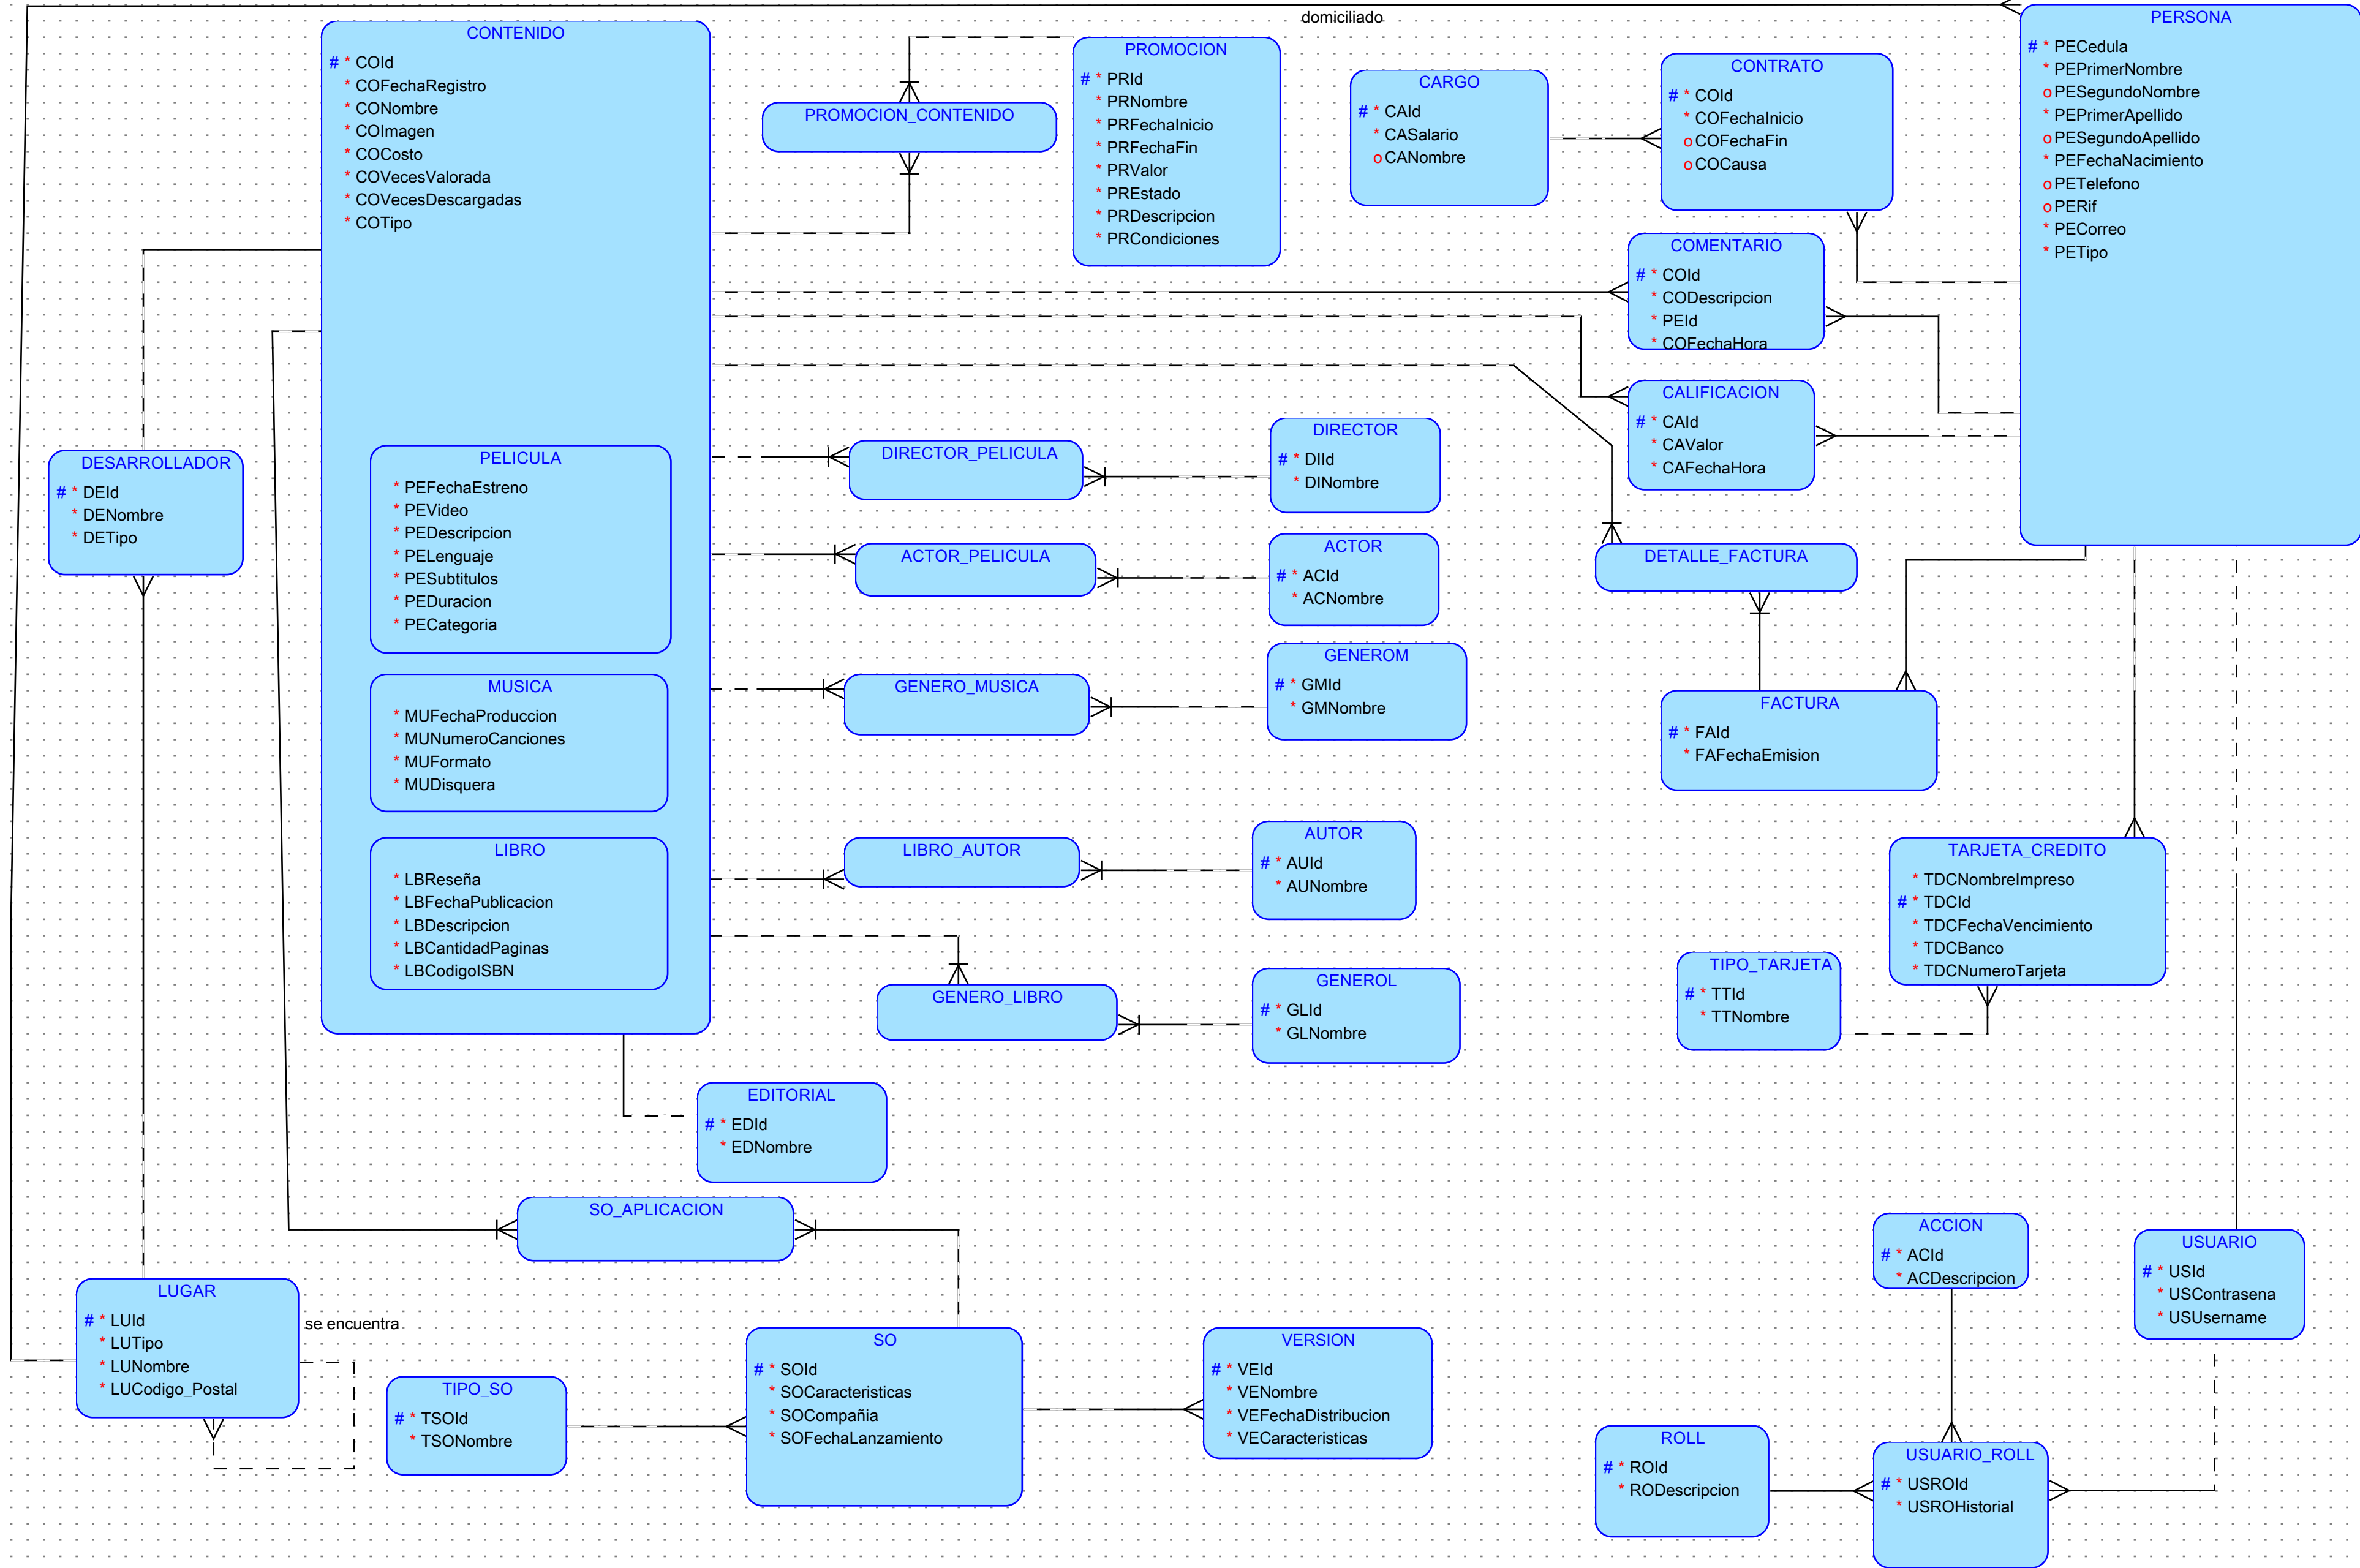 domiciliado
CONTENIDO
# * COId
* COFechaRegistro
* CONombre
* COImagen
* COCosto
* COVecesValorada
* COVecesDescargadas
* COTipo
PELICULA
* PEFechaEstreno
* PEVideo
* PEDescripcion
* PELenguaje
* PESubtitulos
* PEDuracion
* PECategoria
MUSICA
* MUFechaProduccion
* MUNumeroCanciones
* MUFormato
* MUDisquera
LIBRO
* LBReseña
* LBFechaPublicacion
* LBDescripcion
* LBCantidadPaginas
* LBCodigoISBN
PROMOCION_CONTENIDO
PROMOCION
# * PRId
* PRNombre
* PRFechaInicio
* PRFechaFin
* PRValor
* PREstado
* PRDescripcion
* PRCondiciones
CARGO
# * CAId
* CASalario
o CANombre
CONTRATO
# * COId
* COFechaInicio
o COFechaFin
o COCausa
PERSONA
# * PECedula
* PEPrimerNombre
o PESegundoNombre
* PEPrimerApellido
o PESegundoApellido
* PEFechaNacimiento
o PETelefono
o PERif
* PECorreo
* PETipo
COMENTARIO
# * COId
* CODescripcion
* PEId
* COFechaHora
CALIFICACION
# * CAId
* CAValor
* CAFechaHora
DESARROLLADOR
# * DEId
* DENombre
* DETipo
DIRECTOR_PELICULA
DIRECTOR
# * DIId
* DINombre
ACTOR_PELICULA
ACTOR
# * ACId
* ACNombre
DETALLE_FACTURA
GENERO_MUSICA
GENEROM
# * GMId
* GMNombre
FACTURA
# * FAId
* FAFechaEmision
LIBRO_AUTOR
AUTOR
# * AUId
* AUNombre
TARJETA_CREDITO
* TDCNombreImpreso
# * TDCId
* TDCFechaVencimiento
* TDCBanco
* TDCNumeroTarjeta
TIPO_TARJETA
# * TTId
* TTNombre
GENERO_LIBRO
GENEROL
# * GLId
* GLNombre
EDITORIAL
# * EDId
* EDNombre
SO_APLICACION
ACCION
# * ACId
* ACDescripcion
USUARIO
# * USId
* USContrasena
* USUsername
LUGAR
# * LUId
* LUTipo
* LUNombre
* LUCodigo_Postal
se encuentra
TIPO_SO
# * TSOId
* TSONombre
SO
# * SOId
* SOCaracteristicas
* SOCompañia
* SOFechaLanzamiento
VERSION
# * VEId
* VENombre
* VEFechaDistribucion
* VECaracteristicas
ROLL
# * ROId
* RODescripcion
USUARIO_ROLL
# * USROId
* USROHistorial